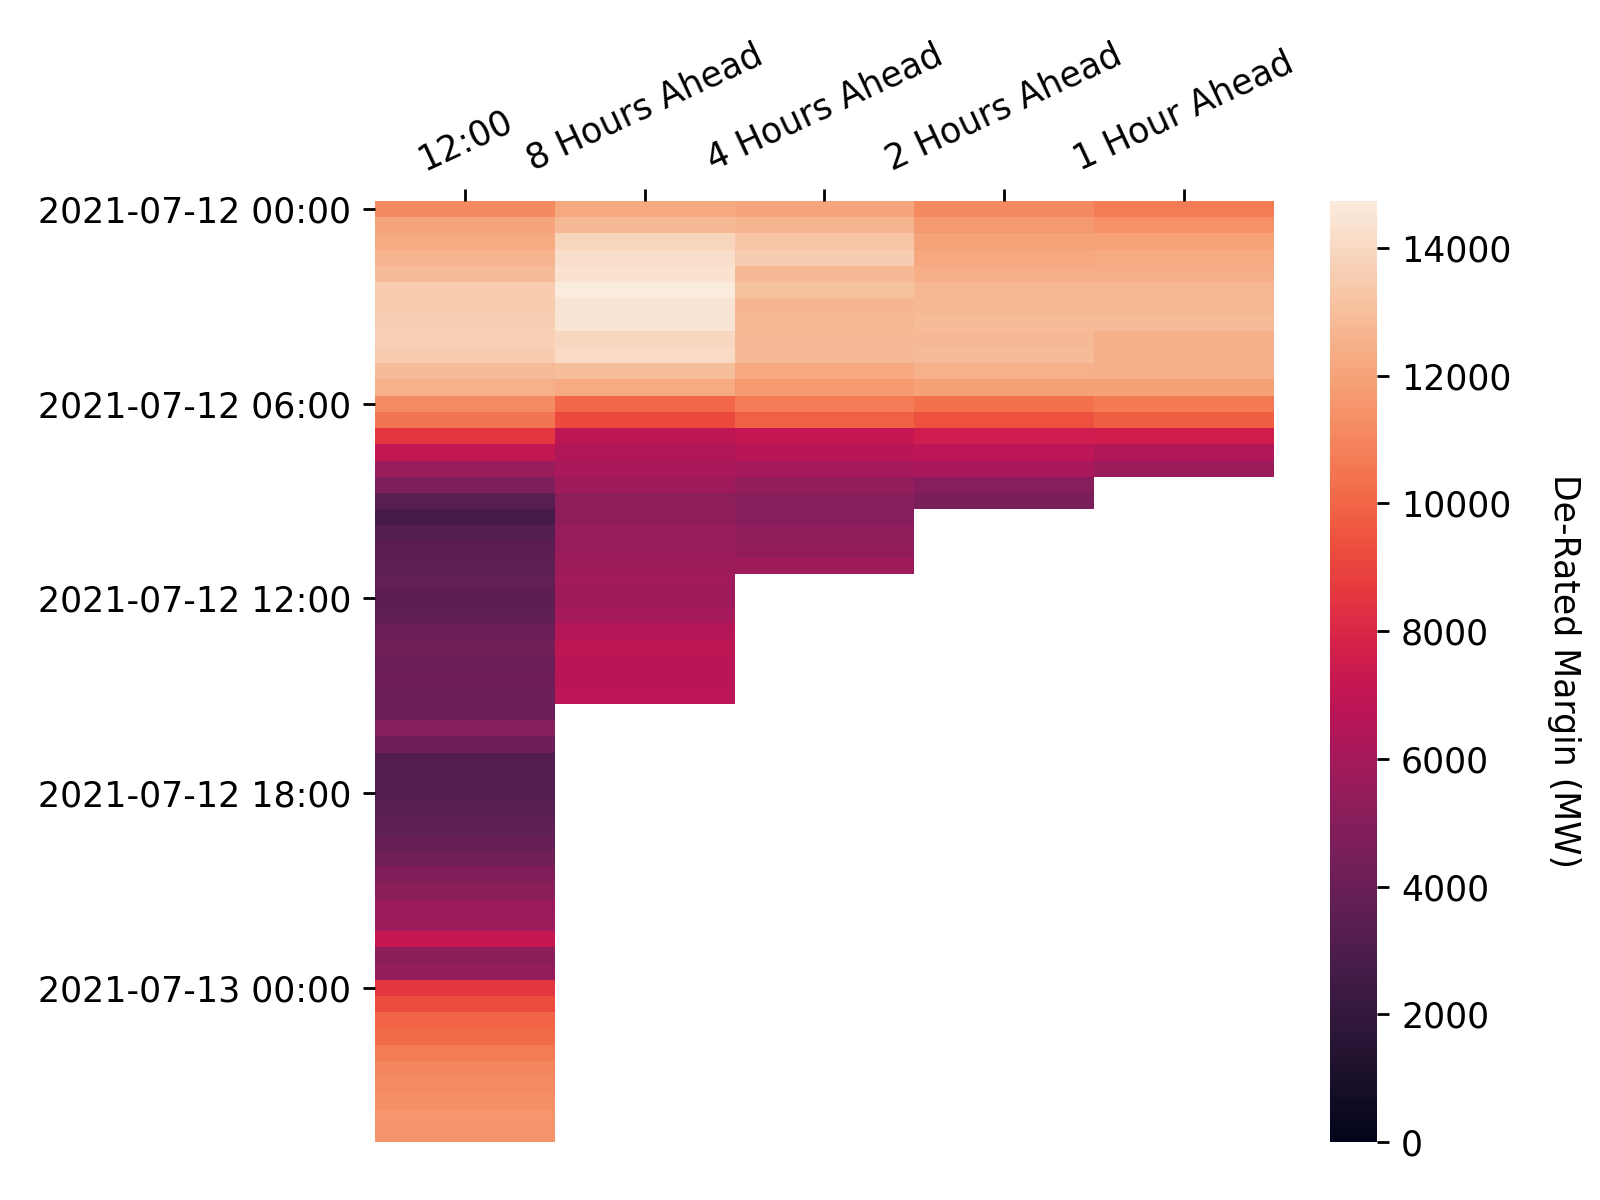 12:00
8 Hours Ahead
4 Hours Ahead
2 Hours Ahead
1 Hour Ahead
2021-07-12 00:00
2021-07-12 06:00
2021-07-12 12:00
2021-07-12 18:00
2021-07-13 00:00
14000
12000
10000
8000
6000
4000
2000
0
De-Rated Margin (MW)